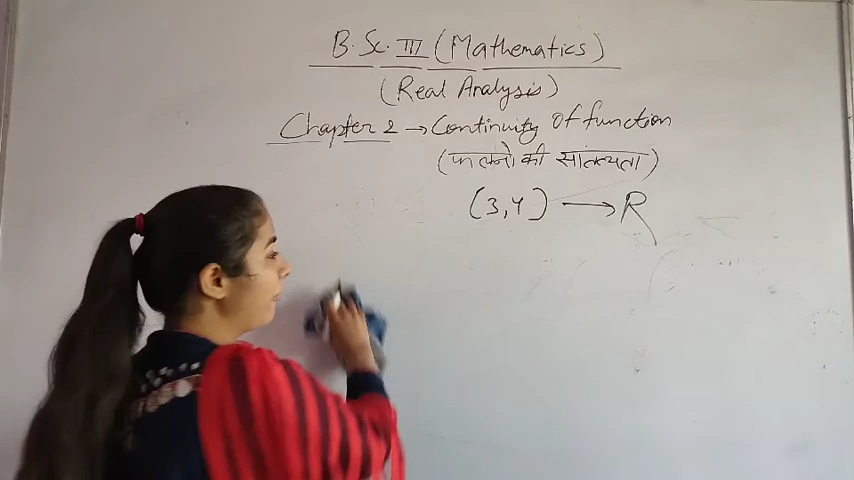 B.Sc. III (Mathematics)
(Real Analysis)
Chapter 2 → Continuity of function
(फलनो की सांतत्यता)
(3,4) → R